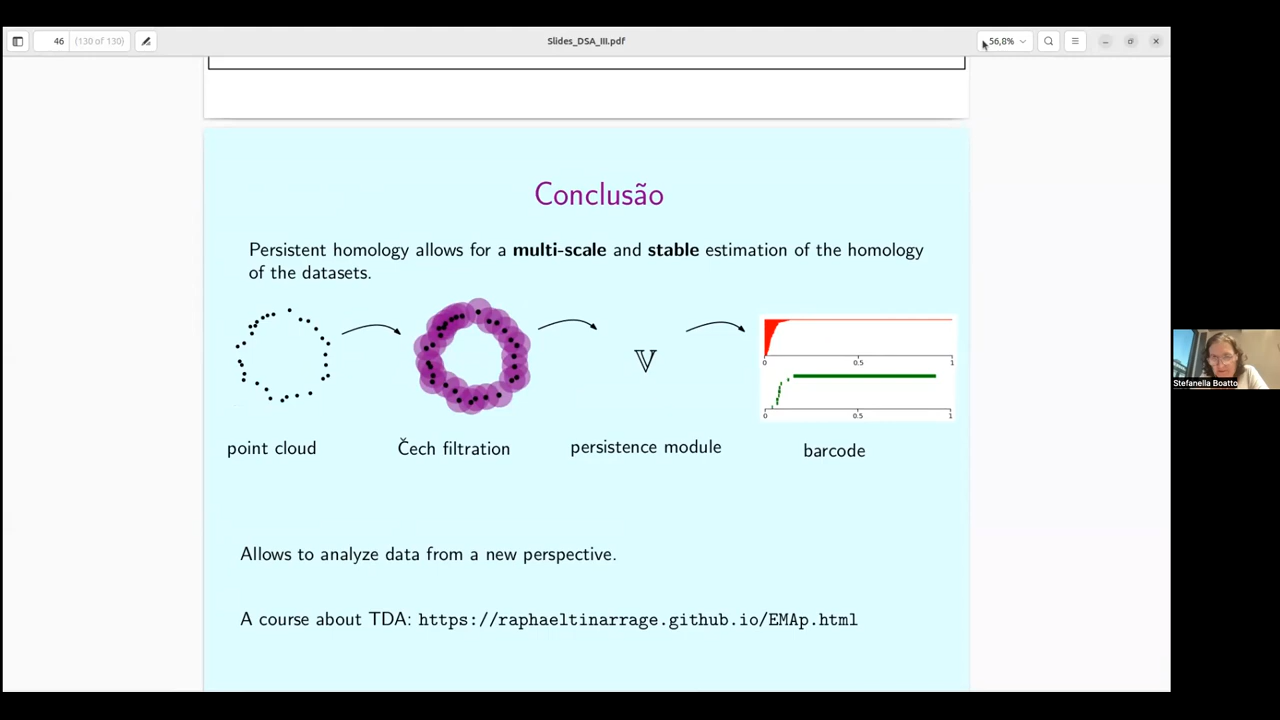 46 (130 of 130) Slides_DSA_III.pdf 56,8%
Conclusão
Persistent homology allows for a multi-scale and stable estimation of the homology
of the datasets.
𝕍
0 0.5 1
0 0.5 1
point cloud Čech filtration persistence module barcode
Stefanella Boatto
Allows to analyze data from a new perspective.
A course about TDA: https://raphaeltinarrage.github.io/EMAp.html